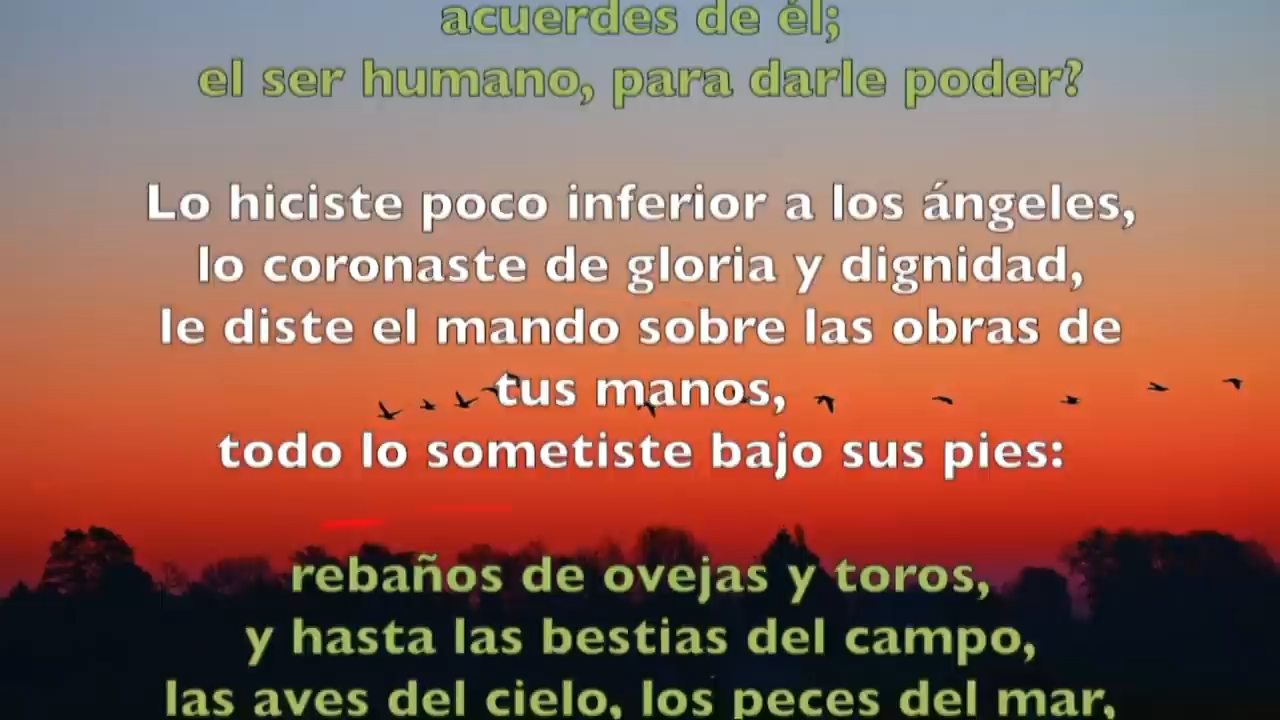 acuerdes de él;
el ser humano, para darle poder?
Lo hiciste poco inferior a los ángeles,
lo coronaste de gloria y dignidad,
le diste el mando sobre las obras de
tus manos,
todo lo sometiste bajo sus pies:
rebaños de ovejas y toros,
y hasta las bestias del campo,
las aves del cielo, los peces del mar,